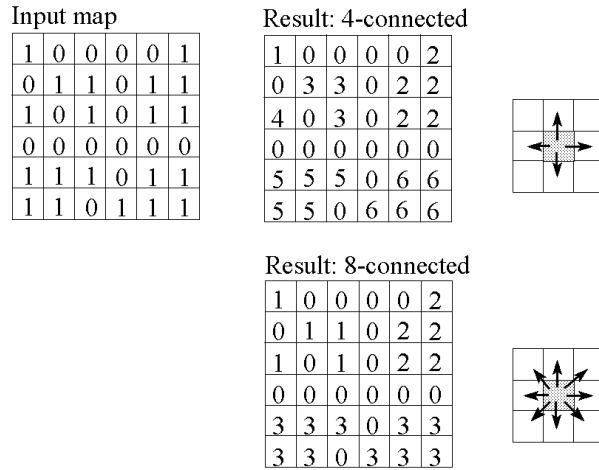 Input map
1 0 0 0 0 1
0 1 1 0 1 1
1 0 1 0 1 1
0 0 0 0 0 0
1 1 1 0 1 1
1 1 0 1 1 1
Result: 4-connected
1 0 0 0 0 2
0 3 3 0 2 2
4 0 3 0 2 2
0 0 0 0 0 0
5 5 5 0 6 6
5 5 0 6 6 6
Result: 8-connected
1 0 0 0 0 2
0 1 1 0 2 2
1 0 1 0 2 2
0 0 0 0 0 0
3 3 3 0 3 3
3 3 0 3 3 3